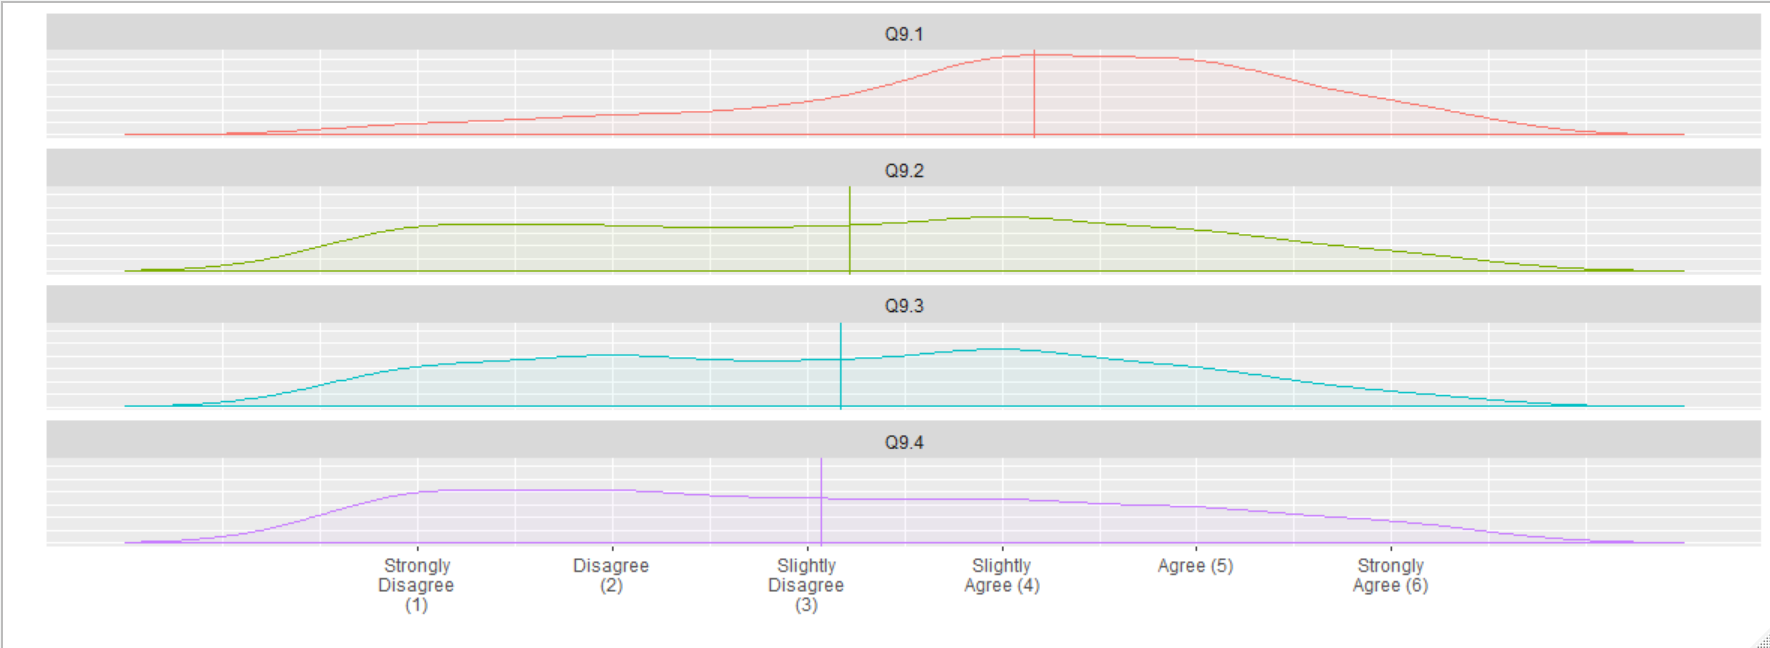 Q9.1
Q9.2
Q9.3
Q9.4
Strongly
Disagree
(1)
Disagree
(2)
Slightly
Disagree
(3)
Slightly
Agree (4)
Agree (5)
Strongly
Agree (6)